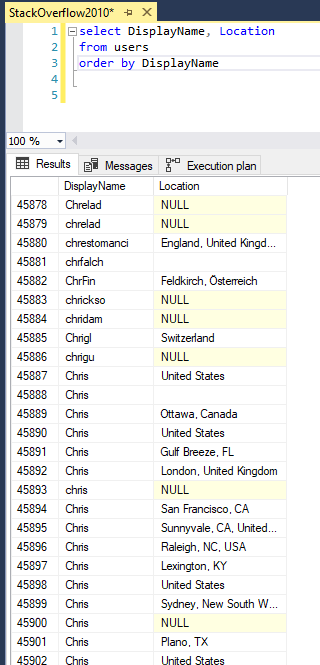 StackOverflow2010*
1 select DisplayName, Location
2 from users
3 order by DisplayName
4
5
100 %
Results Messages Execution plan
DisplayName Location
45878 Chrelad NULL
45879 chrelad NULL
45880 chrestomanci England, United Kingd...
45881 chrfalch
45882 ChrFin Feldkirch, Österreich
45883 chrickso NULL
45884 chridam NULL
45885 Chrigl Switzerland
45886 chrigu NULL
45887 Chris United States
45888 Chris
45889 Chris Ottawa, Canada
45890 Chris United States
45891 Chris Gulf Breeze, FL
45892 Chris London, United Kingdom
45893 chris NULL
45894 Chris San Francisco, CA
45895 Chris Sunnyvale, CA, United...
45896 Chris Raleigh, NC, USA
45897 Chris Lexington, KY
45898 Chris United States
45899 Chris Sydney, New South W...
45900 Chris NULL
45901 Chris Plano, TX
45902 Chris United States